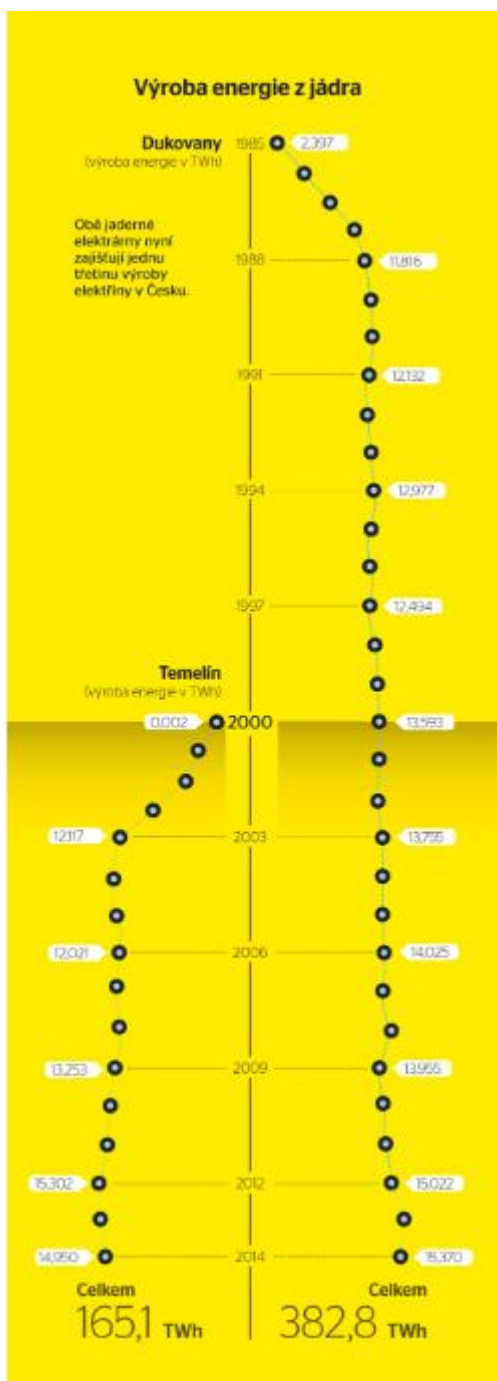 Výroba energie z jádra
Dukovany
(výroba energie v TWh)
1985
2,397
Obě jaderné
elektrárny nyní
zajišťují jednu
třetinu výroby
elektřiny v Česku.
1988
11,816
1991
12,132
1994
12,977
1997
12,494
Temelín
(výroba energie v TWh)
0,002
2000
13,593
12,117
2003
13,755
12,021
2006
14,025
13,253
2009
13,955
15,302
2012
15,022
14,950
2014
15,370
Celkem
165,1 TWh
Celkem
382,8 TWh